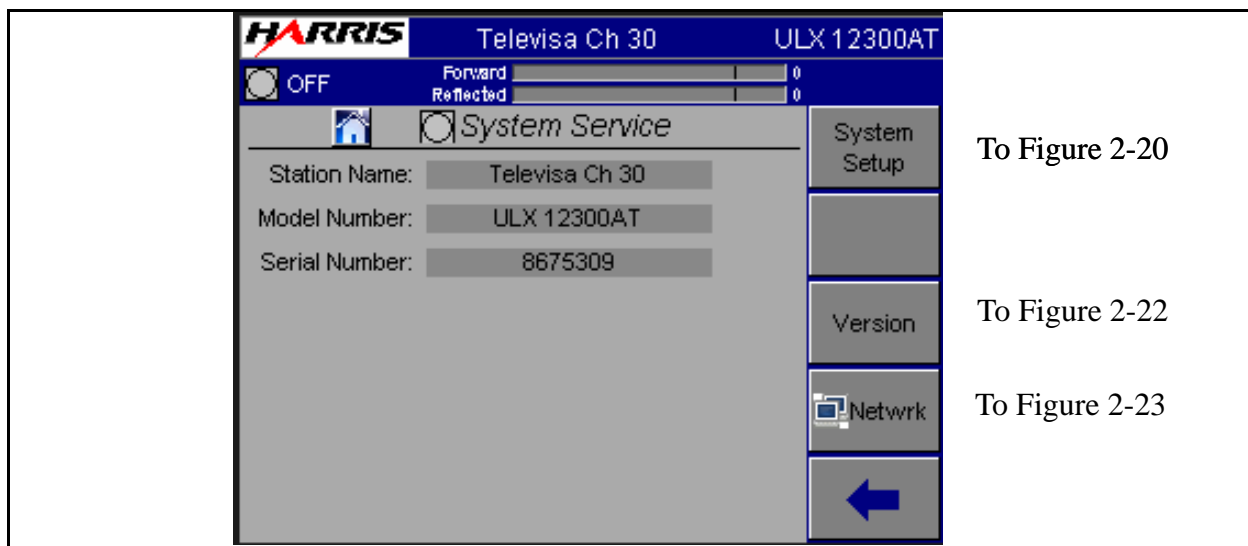 HARRIS Televisa Ch 30 ULX 12300AT
OFF
Forward 0
Reflected 0
System Service
Station Name: Televisa Ch 30
Model Number: ULX 12300AT
Serial Number: 8675309
System
Setup
To Figure 2-20
Version
To Figure 2-22
Netwrk
To Figure 2-23